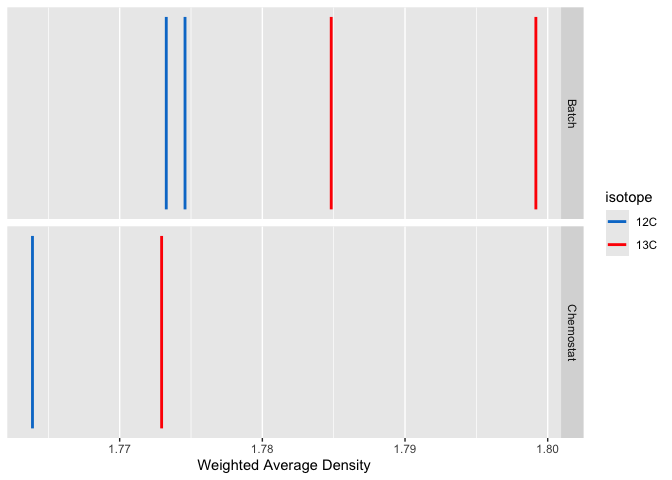 Batch
Chemostat
1.77 1.78 1.79 1.80
Weighted Average Density
isotope
12C
13C